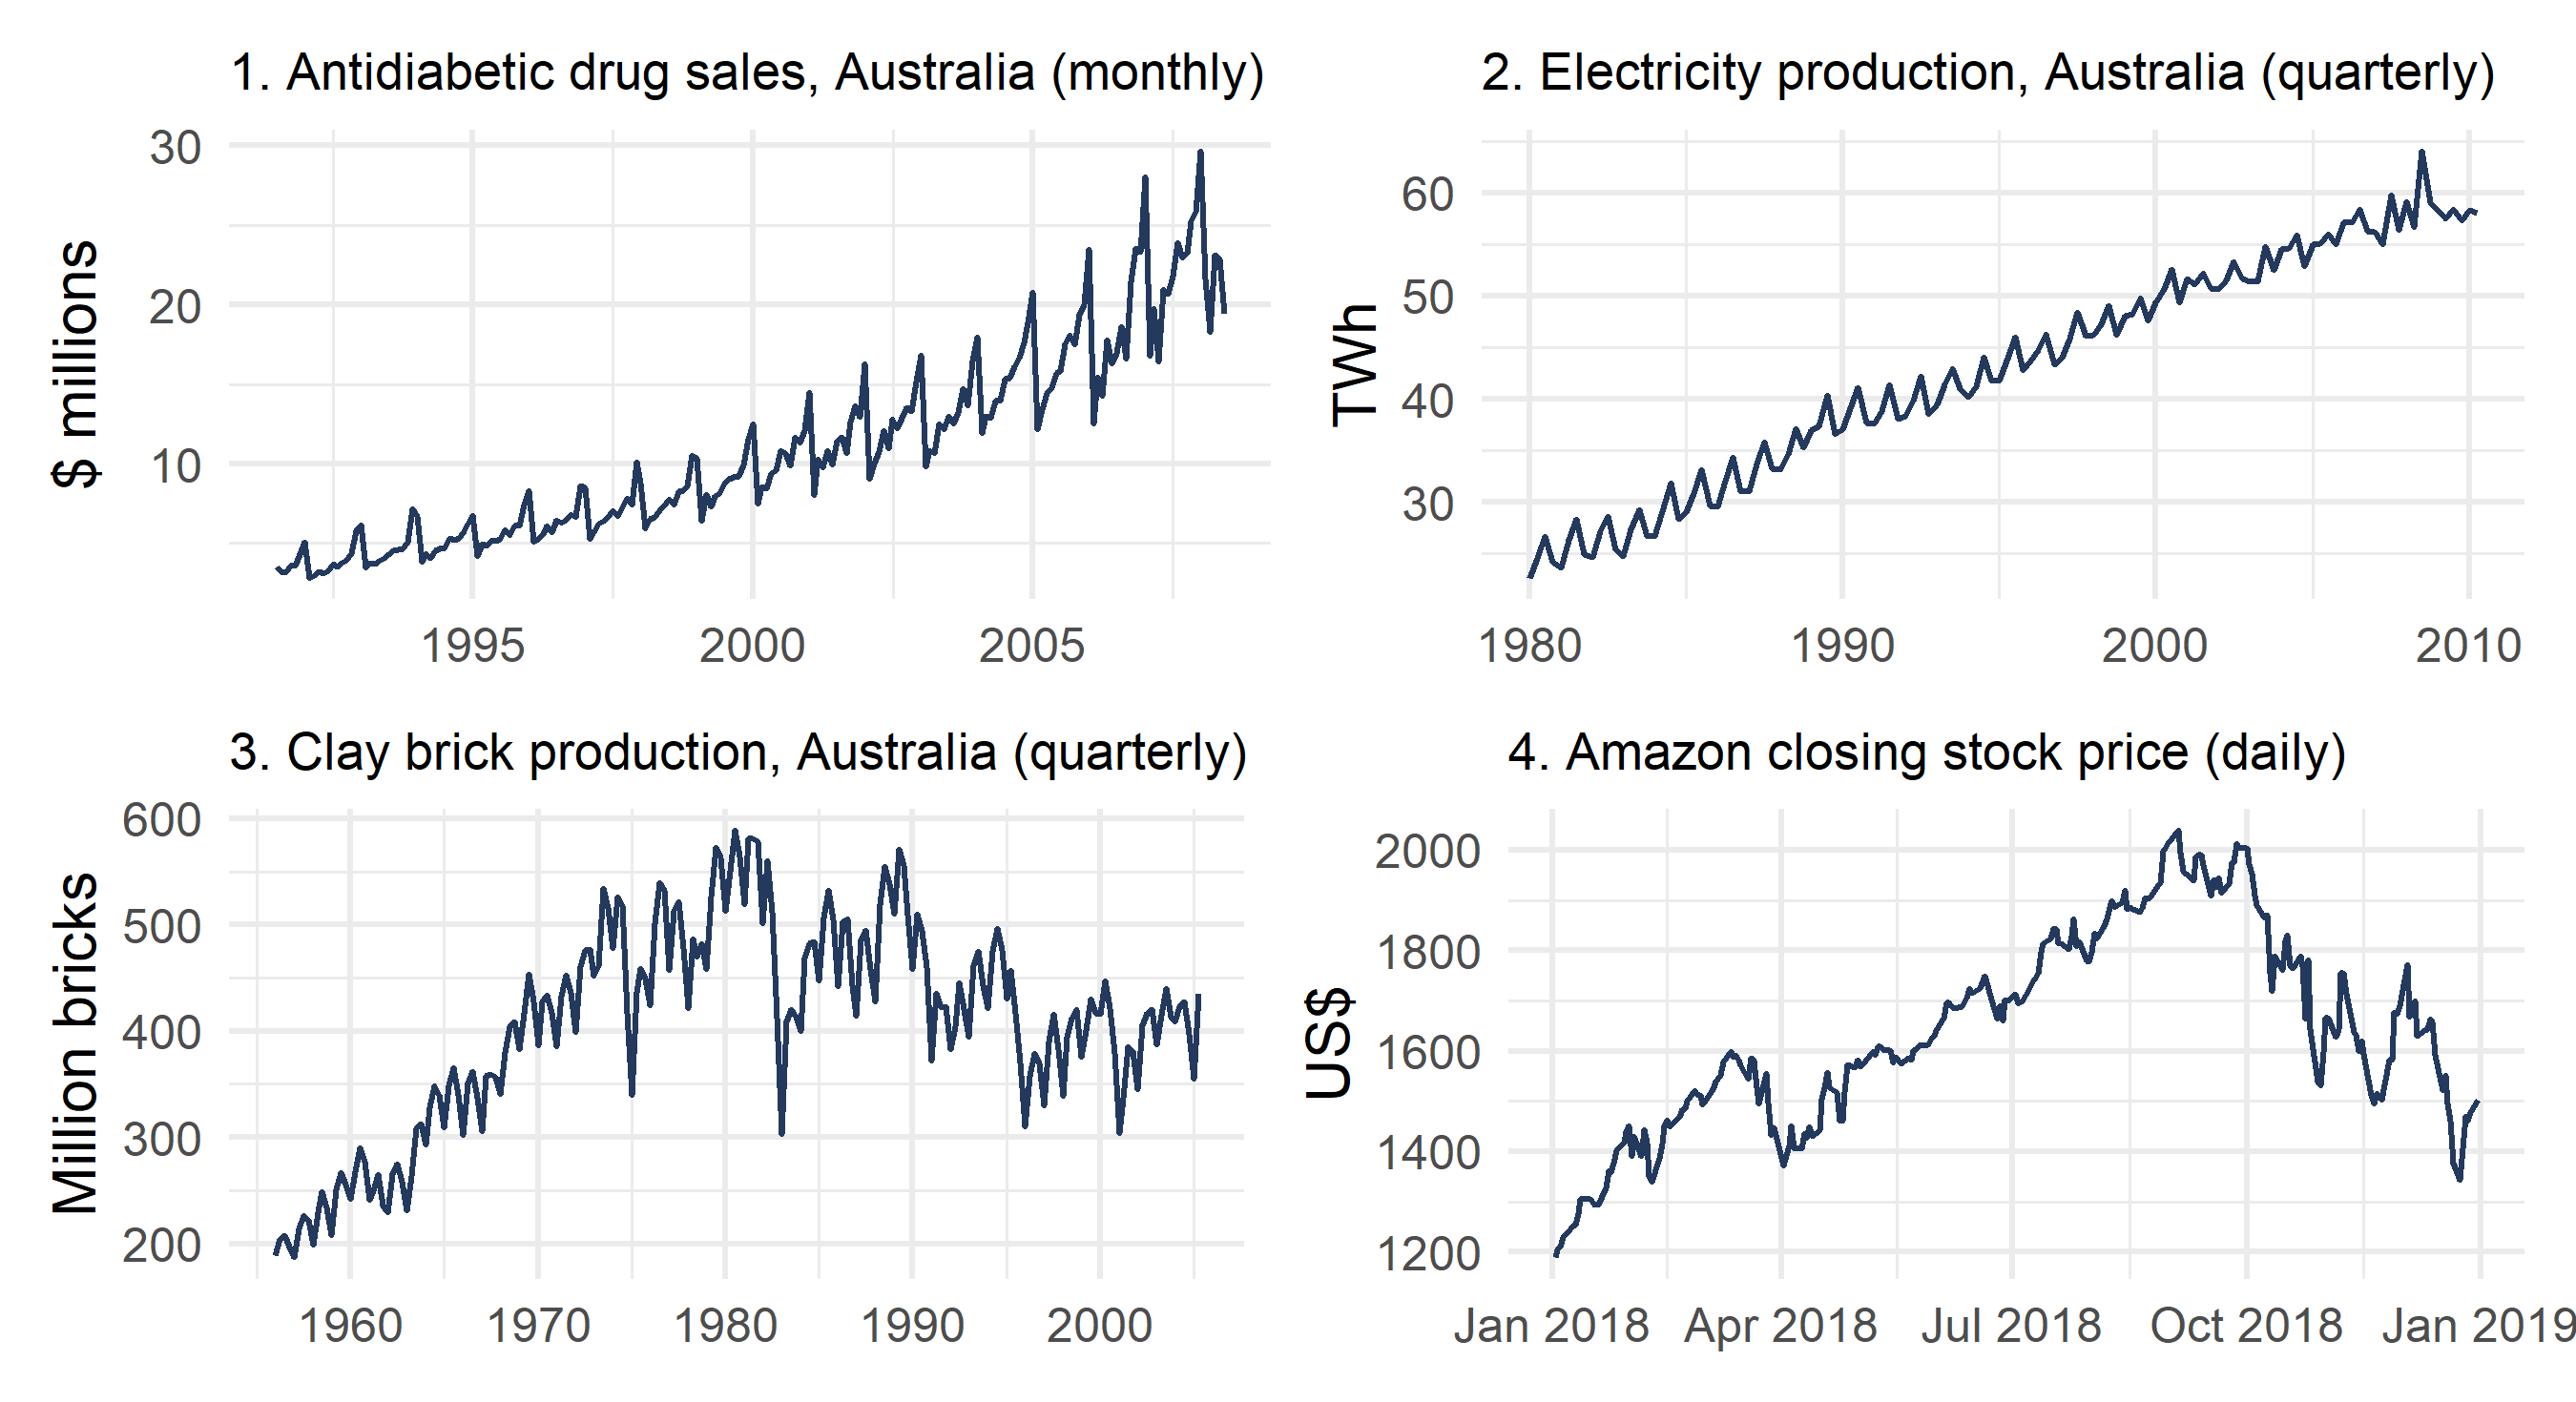 1. Antidiabetic drug sales, Australia (monthly)
$ millions
30
20
10
1995 2000 2005
2. Electricity production, Australia (quarterly)
TWh
60
50
40
30
1980 1990 2000 2010
3. Clay brick production, Australia (quarterly)
Million bricks
600
500
400
300
200
1960 1970 1980 1990 2000
4. Amazon closing stock price (daily)
US$
2000
1800
1600
1400
1200
Jan 2018 Apr 2018 Jul 2018 Oct 2018 Jan 2019